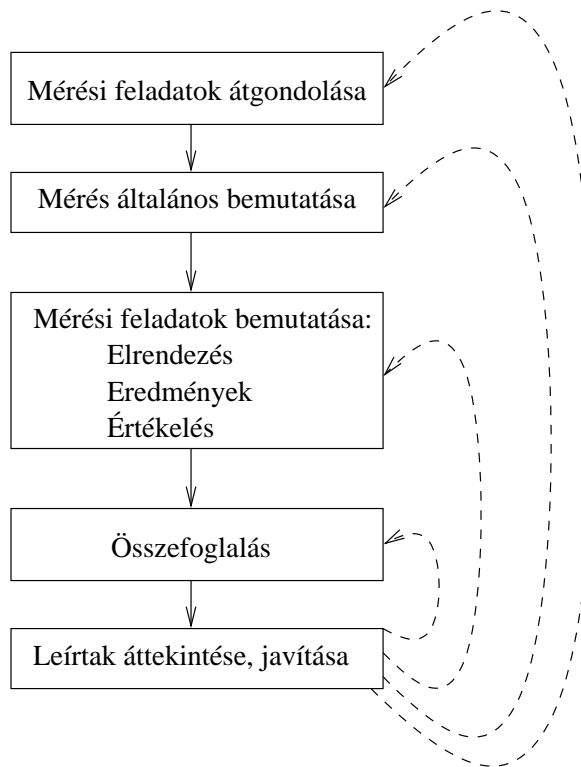 Mérési feladatok átgondolása
Mérés általános bemutatása
Mérési feladatok bemutatása:
Elrendezés
Eredmények
Értékelés
Összefoglalás
Leírtak áttekintése, javítása